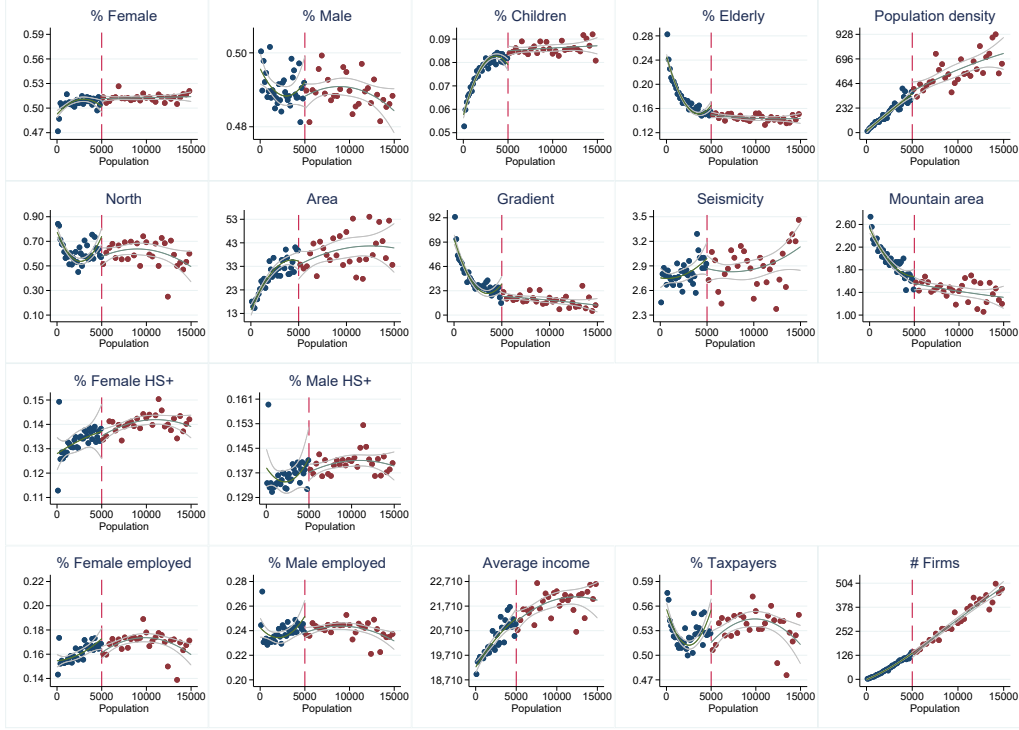 % Female
0.59
0.56
0.53
0.50
0.47
0 5000 10000 15000
Population
% Male
0.50
0.48
0 5000 10000 15000
Population
% Children
0.09
0.08
0.07
0.06
0.05
0 5000 10000 15000
Population
% Elderly
0.28
0.24
0.20
0.16
0.12
0 5000 10000 15000
Population
Population density
928
696
464
232
0
0 5000 10000 15000
Population
North
0.90
0.70
0.50
0.30
0.10
0 5000 10000 15000
Population
Area
53
43
33
23
13
0 5000 10000 15000
Population
Gradient
92
69
46
23
0
0 5000 10000 15000
Population
Seismicity
3.5
3.2
2.9
2.6
2.3
0 5000 10000 15000
Population
Mountain area
2.60
2.20
1.80
1.40
1.00
0 5000 10000 15000
Population
% Female HS+
0.15
0.14
0.13
0.12
0.11
0 5000 10000 15000
Population
% Male HS+
0.161
0.153
0.145
0.137
0.129
0 5000 10000 15000
Population
% Female employed
0.22
0.20
0.18
0.16
0.14
0 5000 10000 15000
Population
% Male employed
0.28
0.26
0.24
0.22
0.20
0 5000 10000 15000
Population
Average income
22,710
21,710
20,710
19,710
18,710
0 5000 10000 15000
Population
% Taxpayers
0.59
0.56
0.53
0.50
0.47
0 5000 10000 15000
Population
# Firms
504
378
252
126
0
0 5000 10000 15000
Population